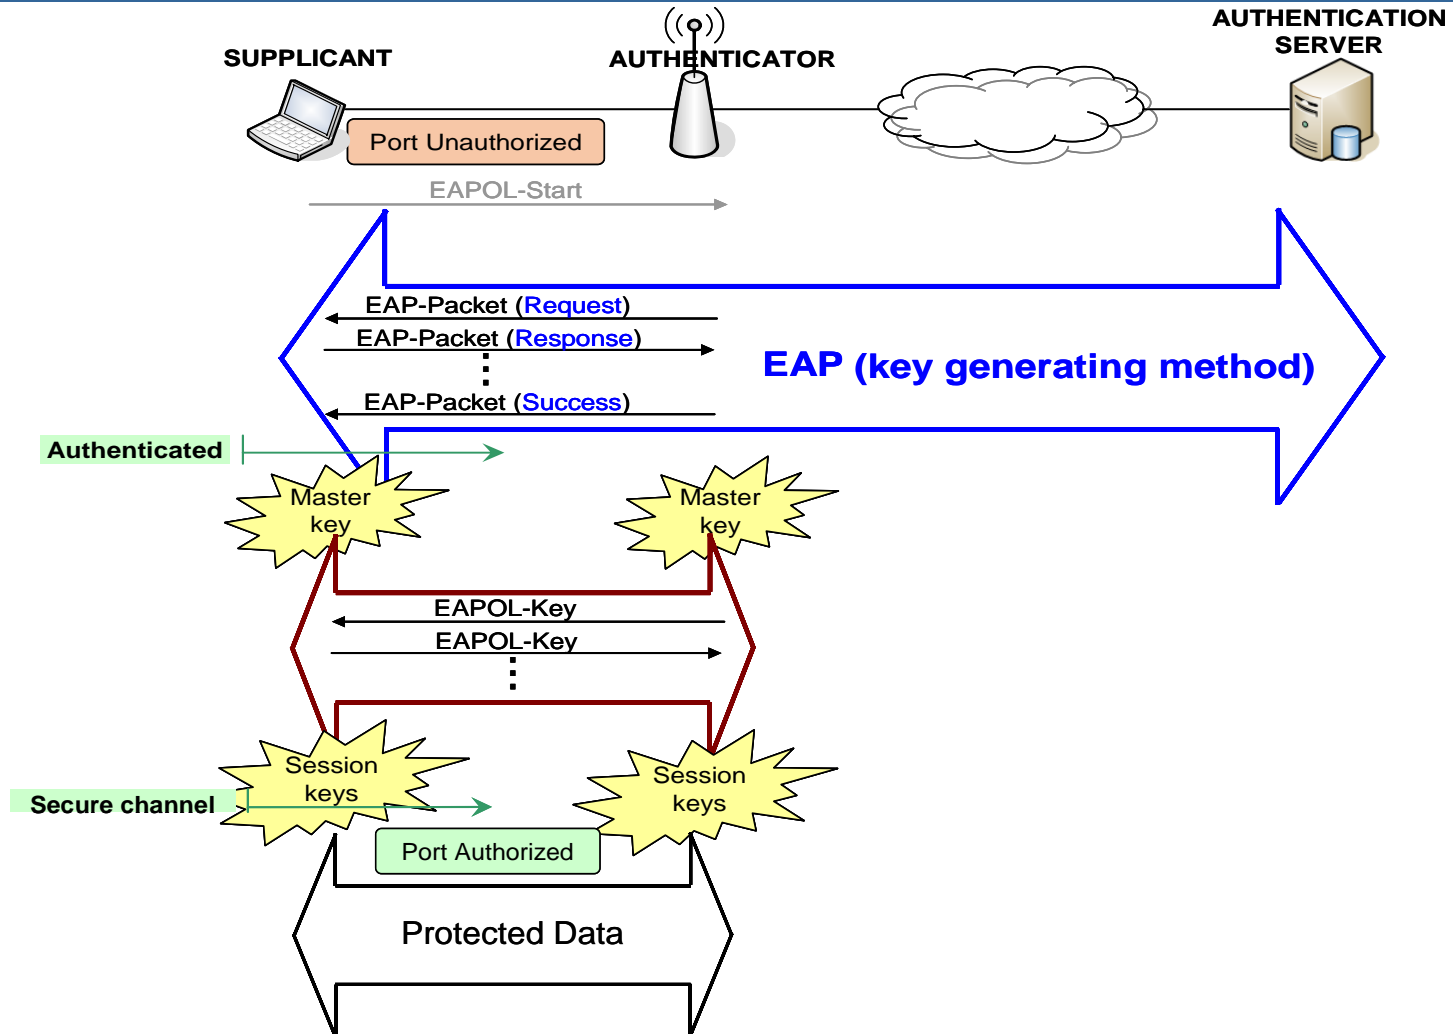 AUTHENTICATION
SERVER
SUPPLICANT
AUTHENTICATOR
Port Unauthorized
EAPOL-Start
EAP-Packet (Request)
EAP-Packet (Response)
EAP (key generating method)
EAP-Packet (Success)
Authenticated
Master
key
Master
key
EAPOL-Key
EAPOL-Key
Session
keys
Session
keys
Secure channel
Port Authorized
Protected Data